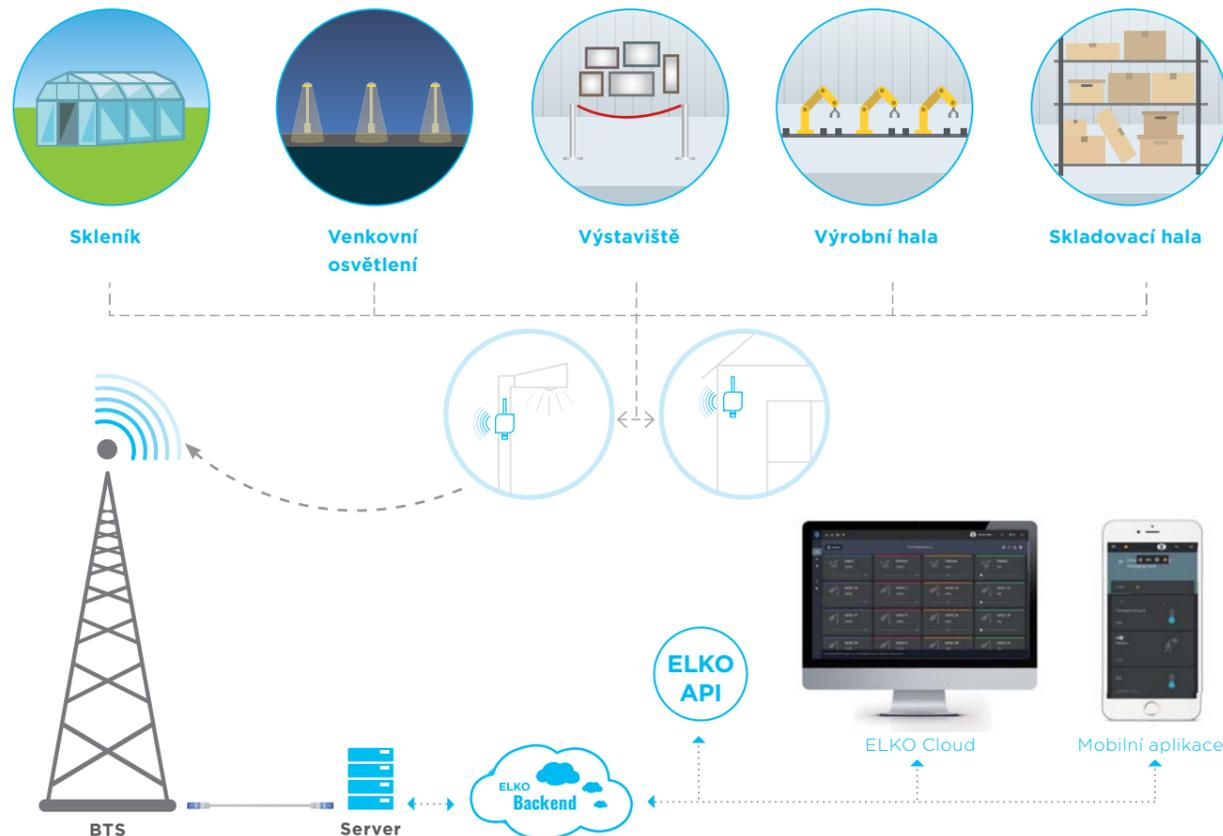 Skleník
Venkovní
osvětlení
Výstaviště
Výrobní hala
Skladovací hala
ELKO
API
ELKO Cloud
Mobilní aplikace
ELKO
Backend
BTS
Server